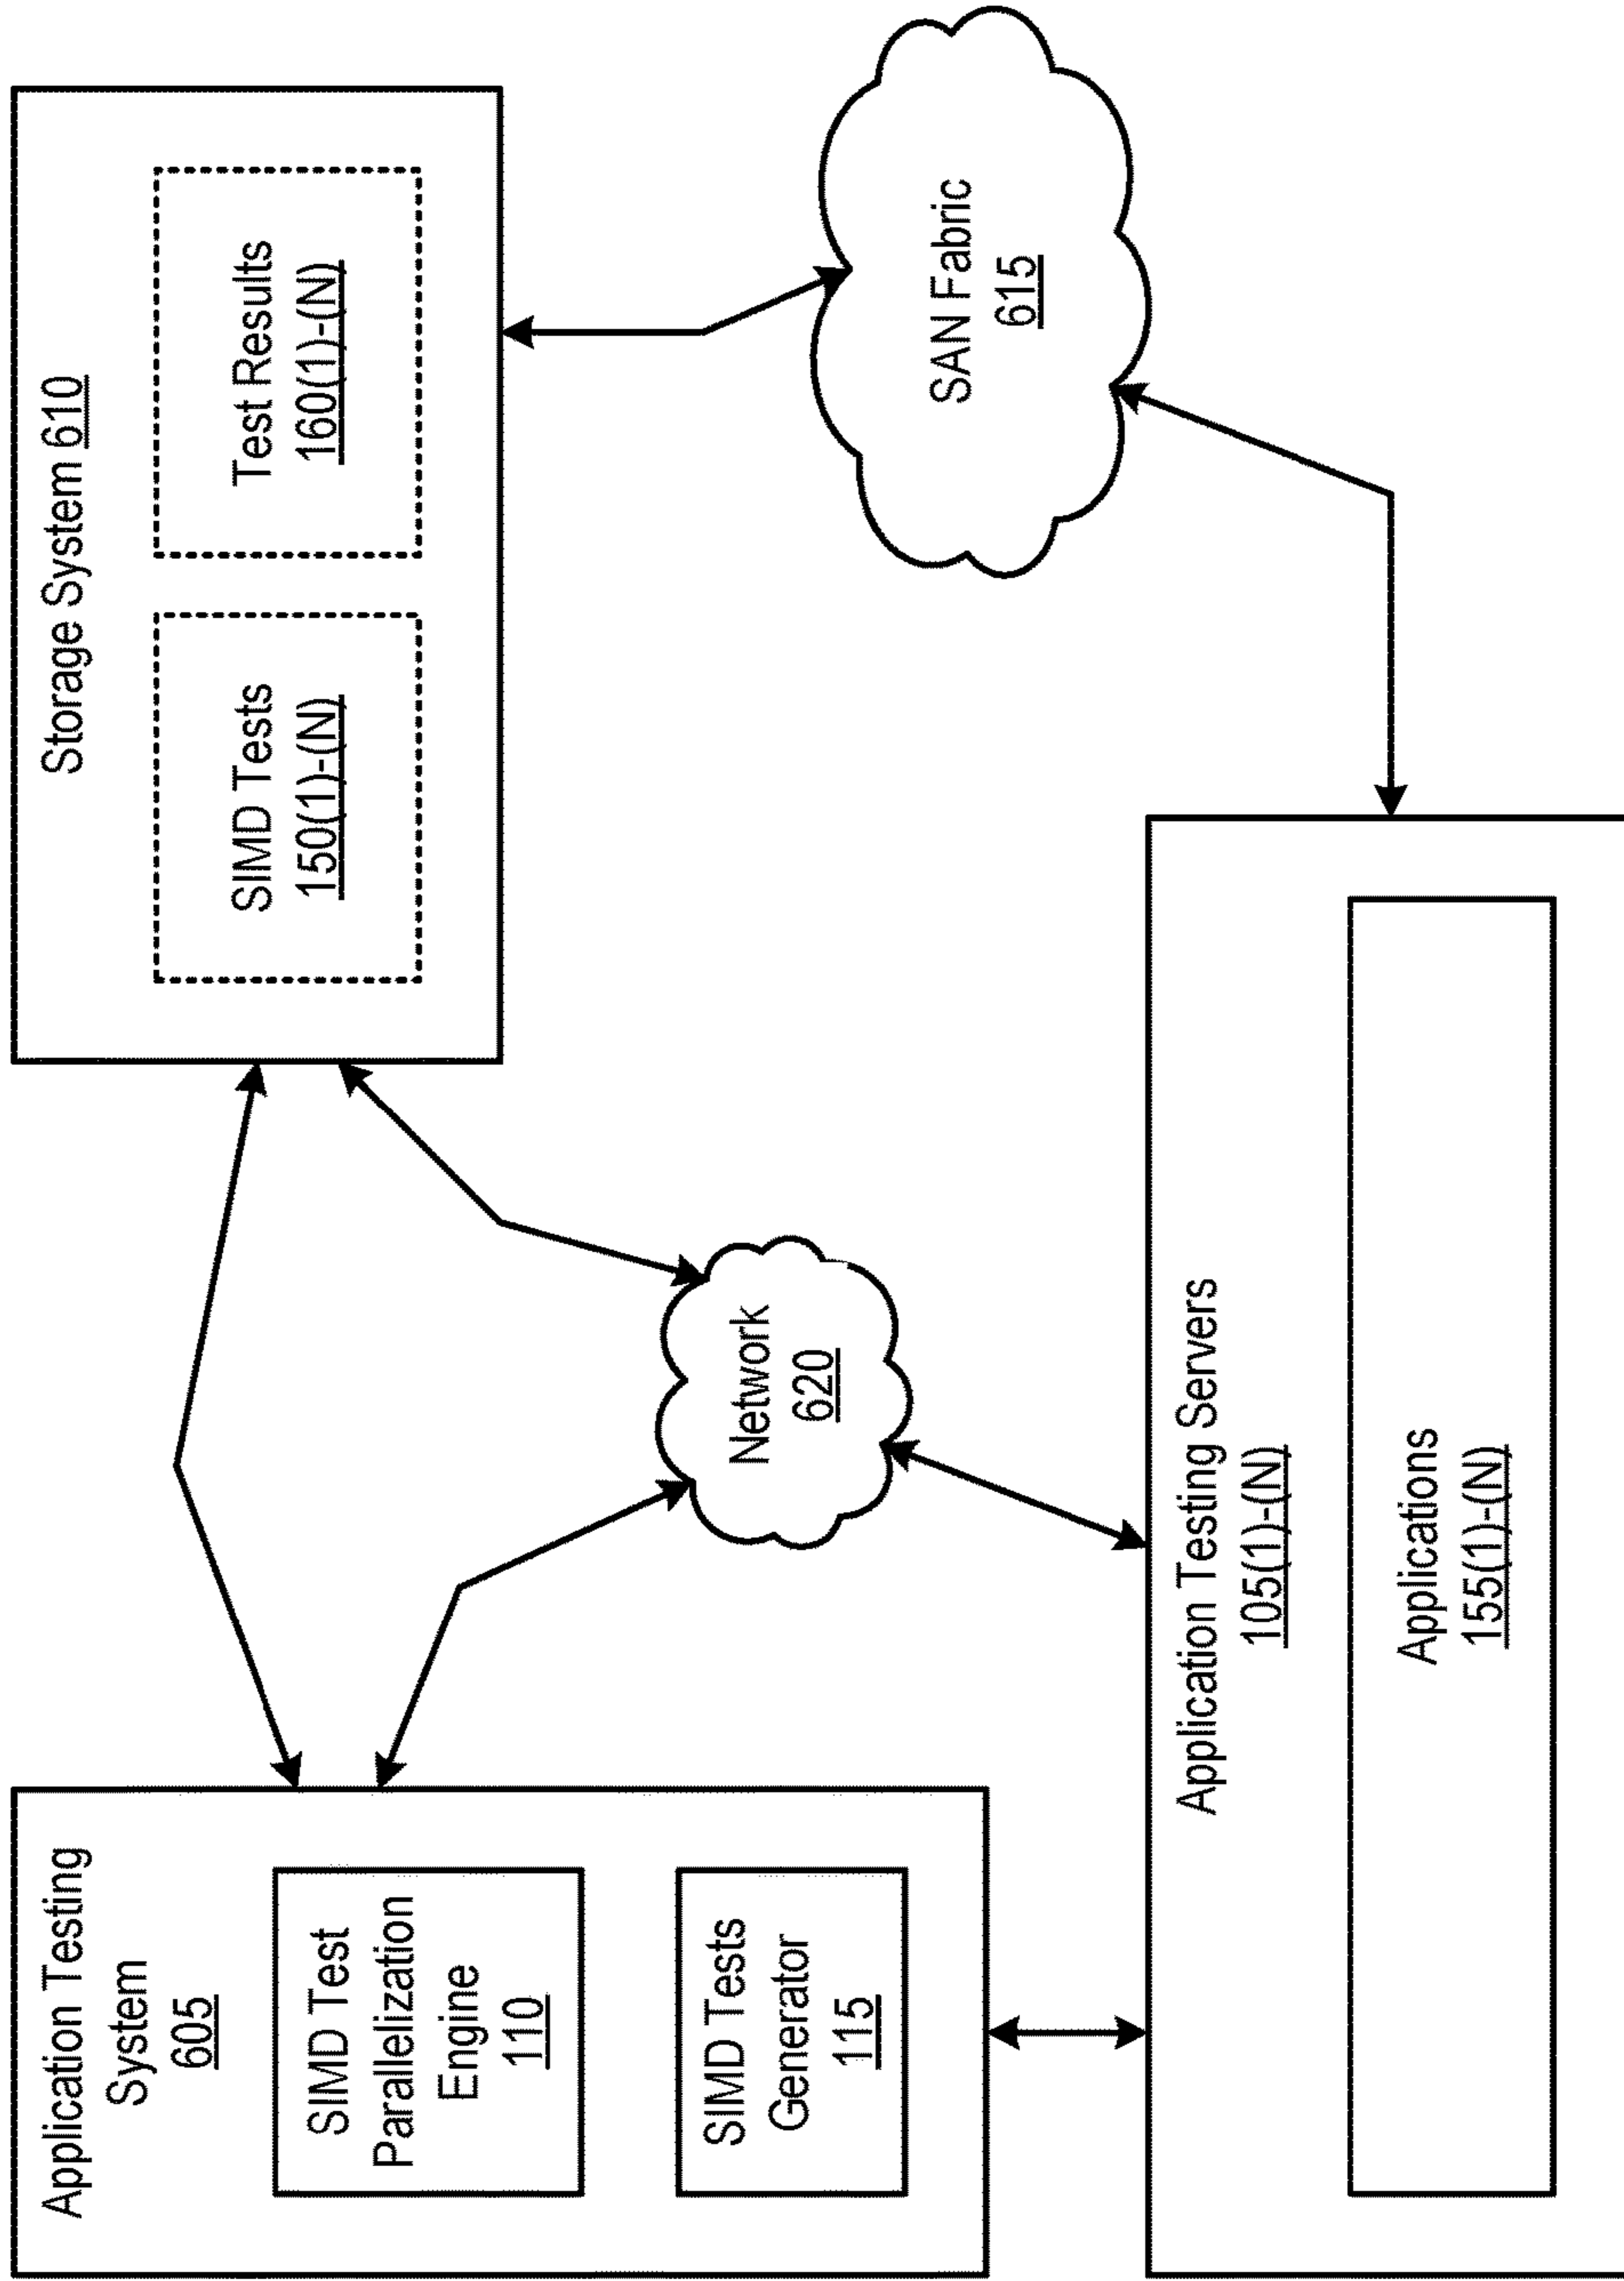 Application Testing
System
605
SIMD Test
Parallelization
Engine
110
SIMD Tests
Generator
115
Storage System 610
SIMD Tests
150(1)-(N)
Test Results
160(1)-(N)
Network
620
SAN Fabric
615
Application Testing Servers
105(1)-(N)
Applications
155(1)-(N)